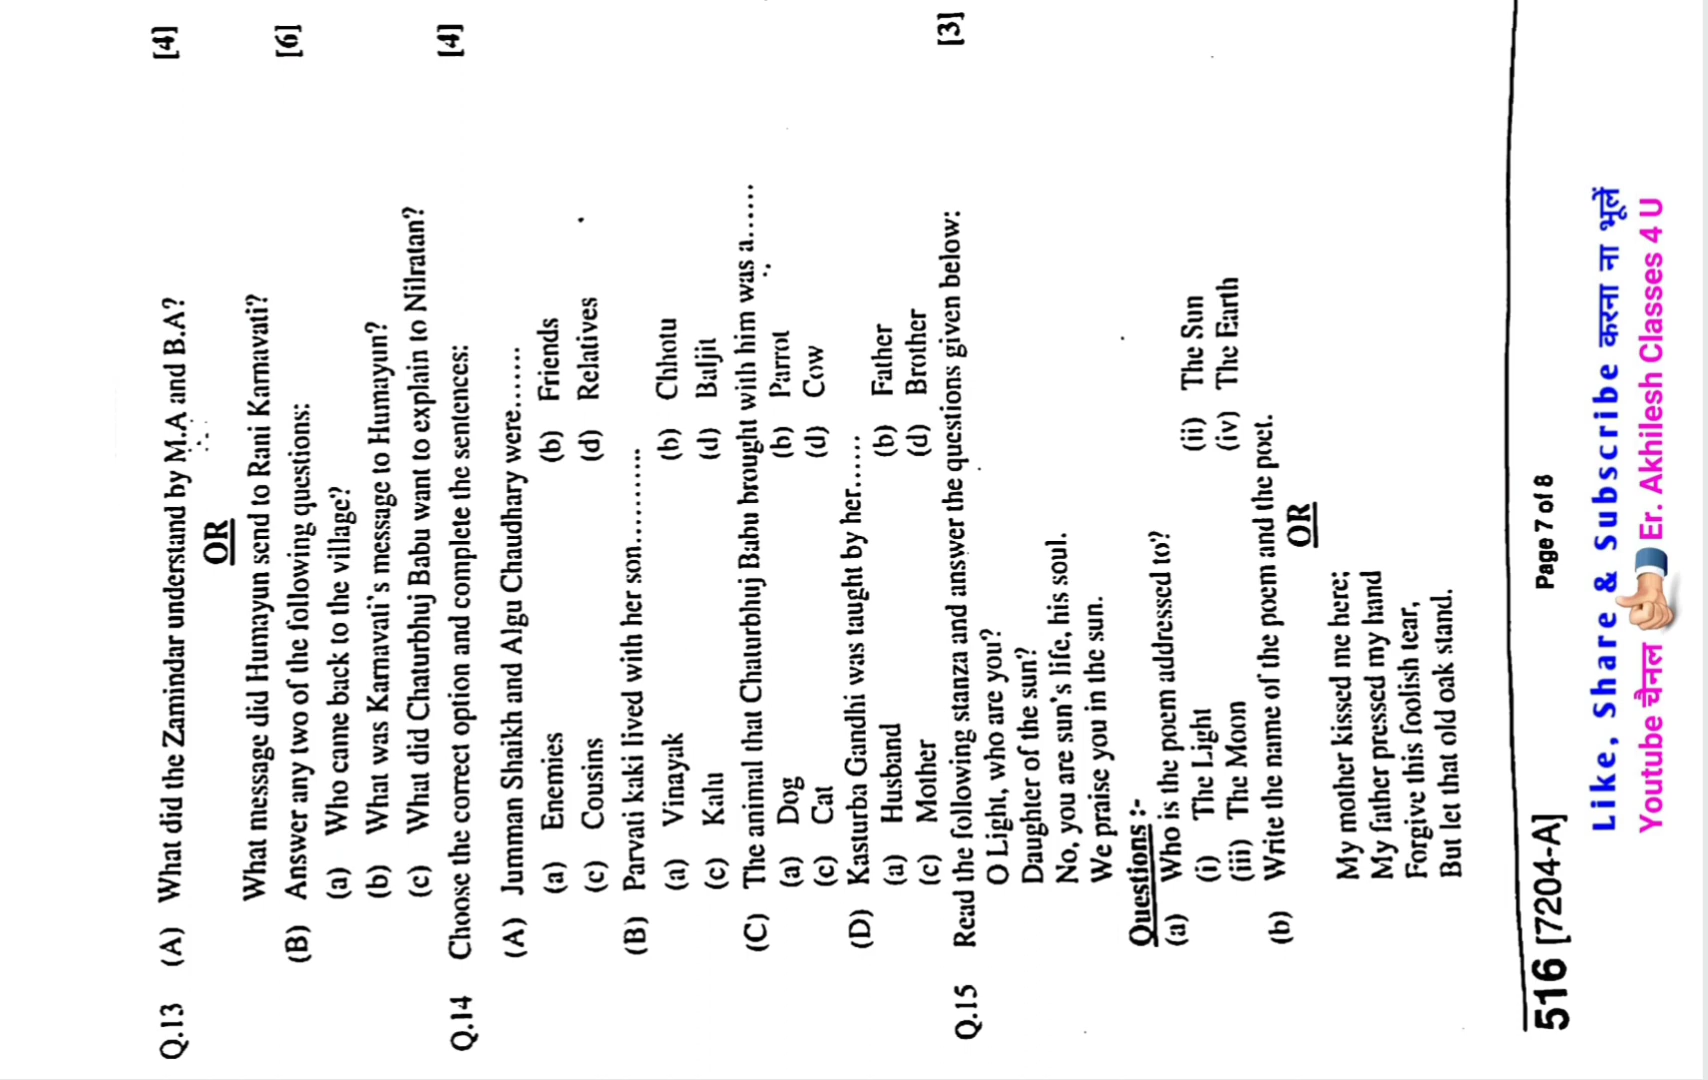 Q.13 (A) What did the Zamindar understand by M.A and B.A? [4]
OR
What message did Humayun send to Rani Karnavati?
(B) Answer any two of the following questions: [6]
(a) Who came back to the village?
(b) What was Karnavati's message to Humayun?
(c) What did Chaturbhuj Babu want to explain to Nilratan?
Q.14 Choose the correct option and complete the sentences: [4]
(A) Jumman Shaikh and Algu Chaudhary were......
(a) Enemies (b) Friends
(c) Cousins (d) Relatives
(B) Parvati kaki lived with her son...........
(a) Vinayak (b) Chhotu
(c) Kalu (d) Baljit
(C) The animal that Chaturbhuj Babu brought with him was a......
(a) Dog (b) Parrot
(c) Cat (d) Cow
(D) Kasturba Gandhi was taught by her.....
(a) Husband (b) Father
(c) Mother (d) Brother
Q.15 Read the following stanza and answer the questions given below: [3]
O Light, who are you?
Daughter of the sun?
No, you are sun's life, his soul.
We praise you in the sun.
Questions :-
(a) Who is the poem addressed to?
(i) The Light (ii) The Sun
(iii) The Moon (iv) The Earth
(b) Write the name of the poem and the poet.
OR
My mother kissed me here;
My father pressed my hand
Forgive this foolish tear,
But let that old oak stand.
516 [7204-A] Page 7 of 8
Like, Share & Subscribe करना ना भूलें
Youtube चैनल Er. Akhilesh Classes 4 U